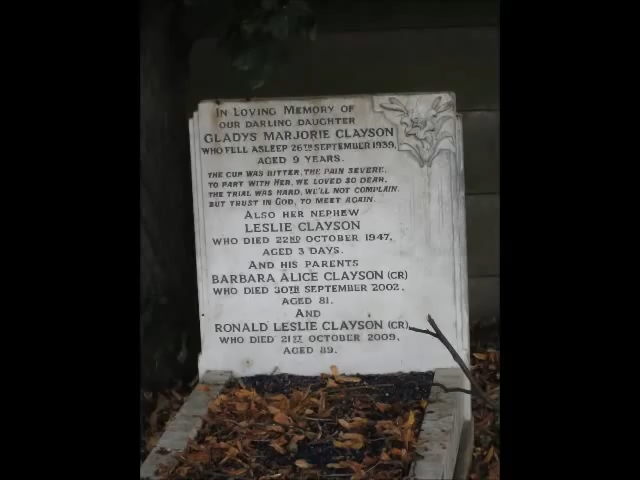 IN LOVING MEMORY OF
OUR DARLING DAUGHTER
GLADYS MARJORIE CLAYSON
WHO FELL ASLEEP 26TH SEPTEMBER 1939,
AGED 9 YEARS.
THE CUP WAS BITTER, THE PAIN SEVERE,
TO PART WITH HER, WE LOVED SO DEAR,
THE TRIAL WAS HARD, WE'LL NOT COMPLAIN,
BUT TRUST IN GOD, TO MEET AGAIN.
ALSO HER NEPHEW
LESLIE CLAYSON
WHO DIED 22ND OCTOBER 1947,
AGED 3 DAYS.
AND HIS PARENTS
BARBARA ALICE CLAYSON (CR)
WHO DIED 30TH SEPTEMBER 2002,
AGED 81.
AND
RONALD LESLIE CLAYSON (CR)
WHO DIED 21ST OCTOBER 2009,
AGED 89.